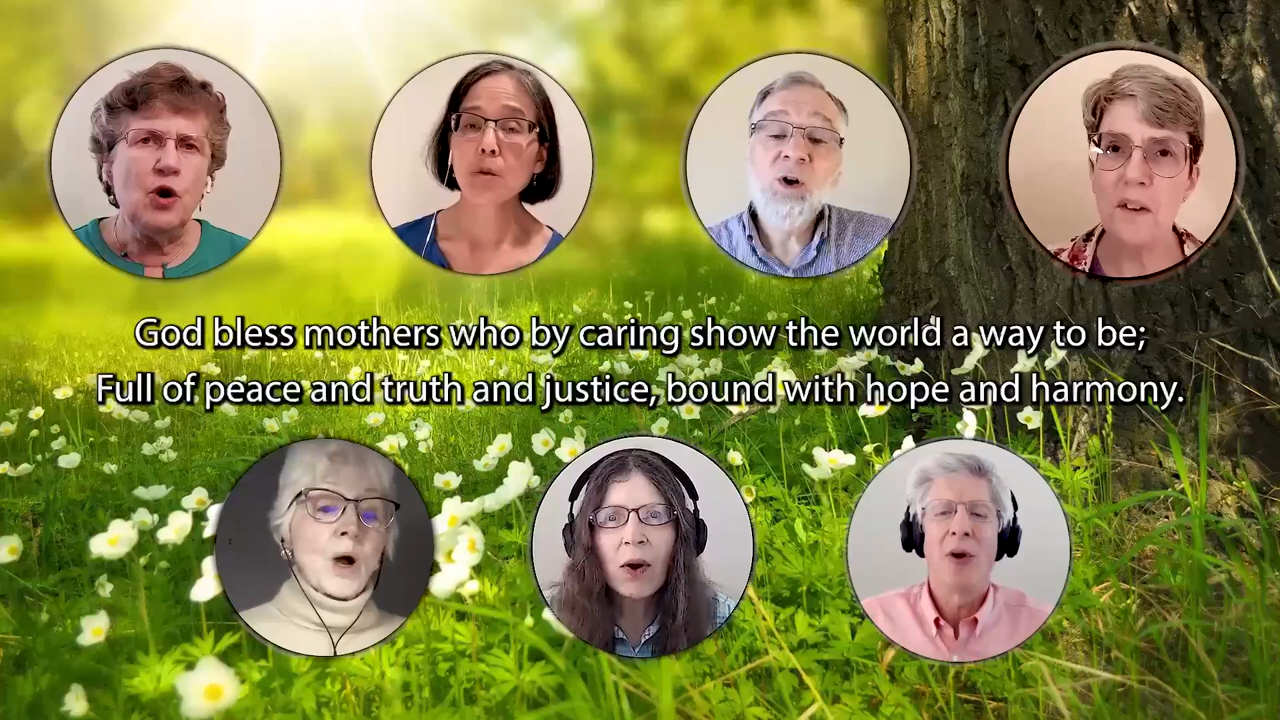 God bless mothers who by caring show the world a way to be;
Full of peace and truth and justice, bound with hope and harmony.